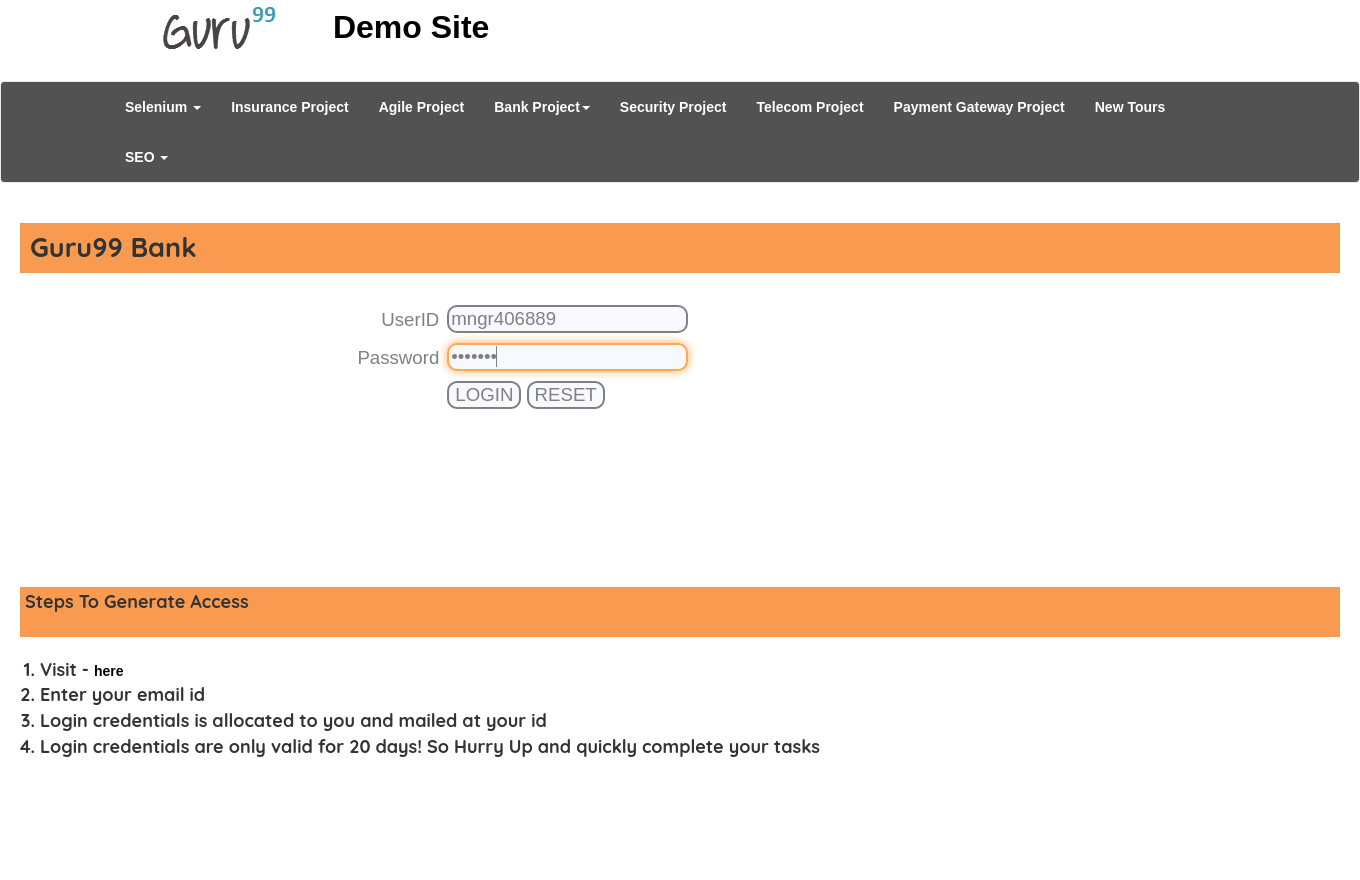 Guru99 Demo Site
Selenium Insurance Project Agile Project Bank Project Security Project Telecom Project Payment Gateway Project New Tours
SEO
Guru99 Bank
UserID mngr406889
Password •••••••
LOGIN RESET
Steps To Generate Access
1. Visit - here
2. Enter your email id
3. Login credentials is allocated to you and mailed at your id
4. Login credentials are only valid for 20 days! So Hurry Up and quickly complete your tasks